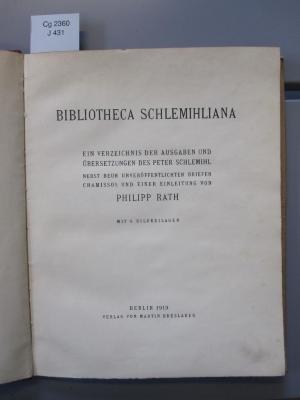 Cg 2360
J 431
BIBLIOTHECA SCHLEMIHLIANA
EIN VERZEICHNIS DER AUSGABEN UND
ÜBERSETZUNGEN DES PETER SCHLEMIHL
NEBST NEUN UNVERÖFFENTLICHTEN BRIEFEN
CHAMISSOS UND EINER EINLEITUNG VON
PHILIPP RATH
MIT 6 BILDBEILAGEN
BERLIN 1919
VERLAG VON MARTIN BRESLAUER